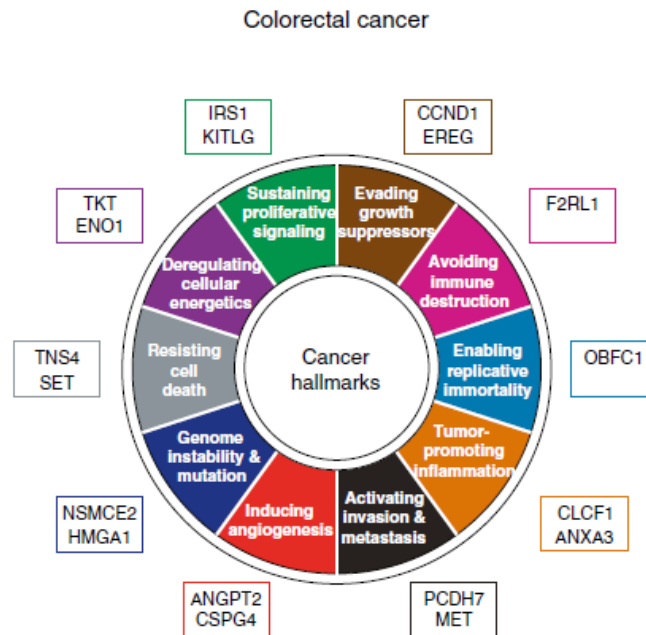 Colorectal cancer
IRS1
KITLG
CCND1
EREG
TKT
ENO1
F2RL1
Sustaining
proliferative
signaling
Evading
growth
suppressors
Deregulating
cellular
energetics
Avoiding
immune
destruction
TNS4
SET
Resisting
cell
death
Cancer
hallmarks
Enabling
replicative
immortality
OBFC1
Genome
instability &
mutation
Tumor-
promoting
inflammation
Inducing
angiogenesis
Activating
invasion &
metastasis
NSMCE2
HMGA1
CLCF1
ANXA3
ANGPT2
CSPG4
PCDH7
MET